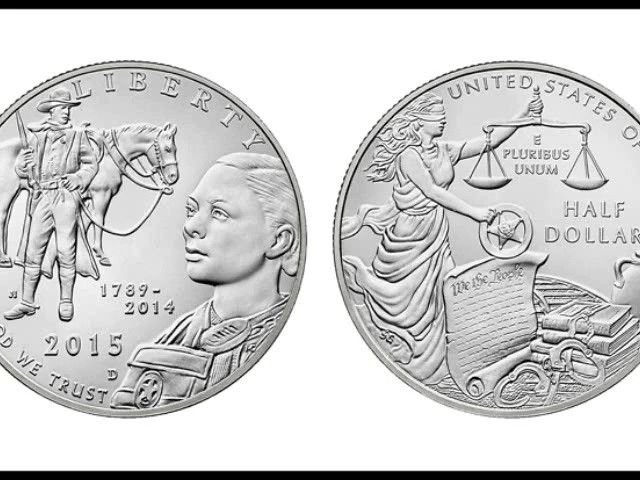 LIBERTY
1789-
2014
2015
D
OD WE TRUST
UNITED STATES OF
E
PLURIBUS
UNUM
HALF
DOLLAR
We the People